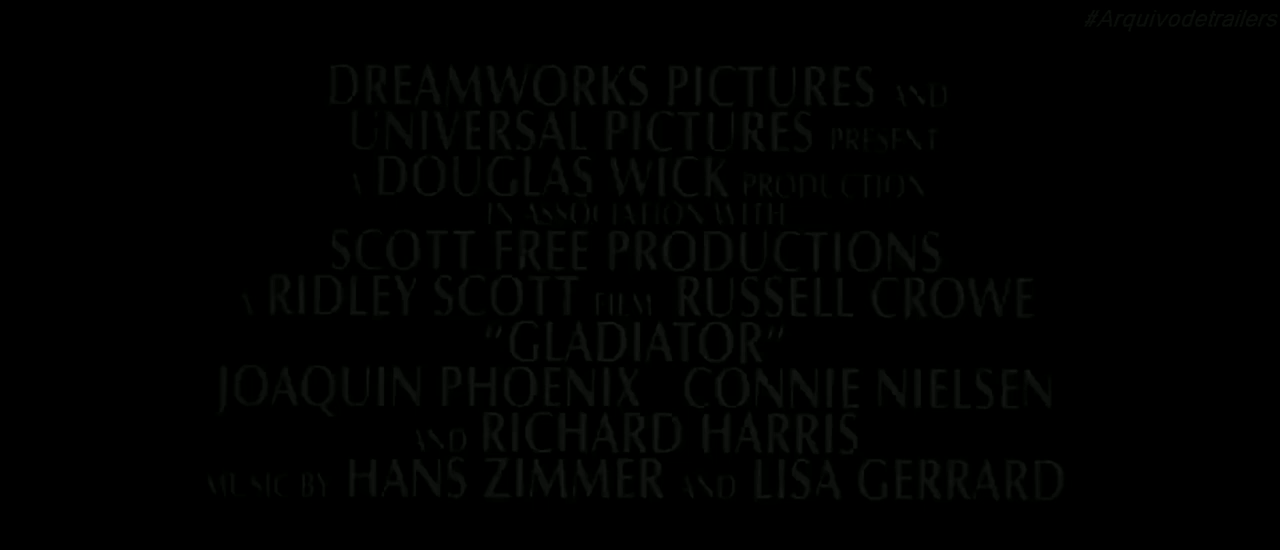 #Arquivodetrailers
DREAMWORKS PICTURES AND
UNIVERSAL PICTURES PRESENT
A DOUGLAS WICK PRODUCTION
IN ASSOCIATION WITH
SCOTT FREE PRODUCTIONS
A RIDLEY SCOTT FILM RUSSELL CROWE
"GLADIATOR"
JOAQUIN PHOENIX CONNIE NIELSEN
AND RICHARD HARRIS
MUSIC BY HANS ZIMMER AND LISA GERRARD